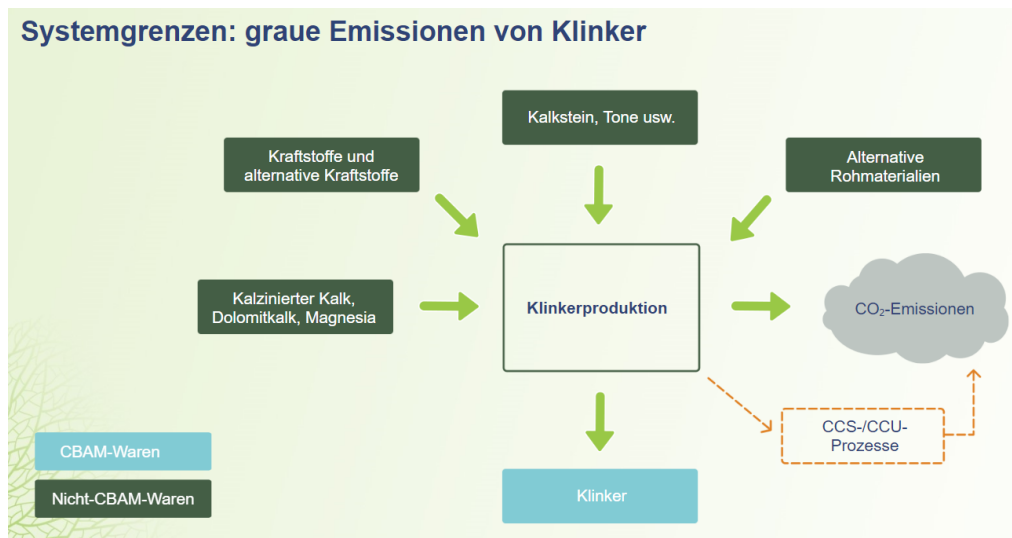 Systemgrenzen: graue Emissionen von Klinker
Kalkstein, Tone usw.
Kraftstoffe und
alternative Kraftstoffe
Alternative
Rohmaterialien
Kalzinierter Kalk,
Dolomitkalk, Magnesia
Klinkerproduktion
CO₂-Emissionen
CCS-/CCU-
Prozesse
CBAM-Waren
Nicht-CBAM-Waren
Klinker